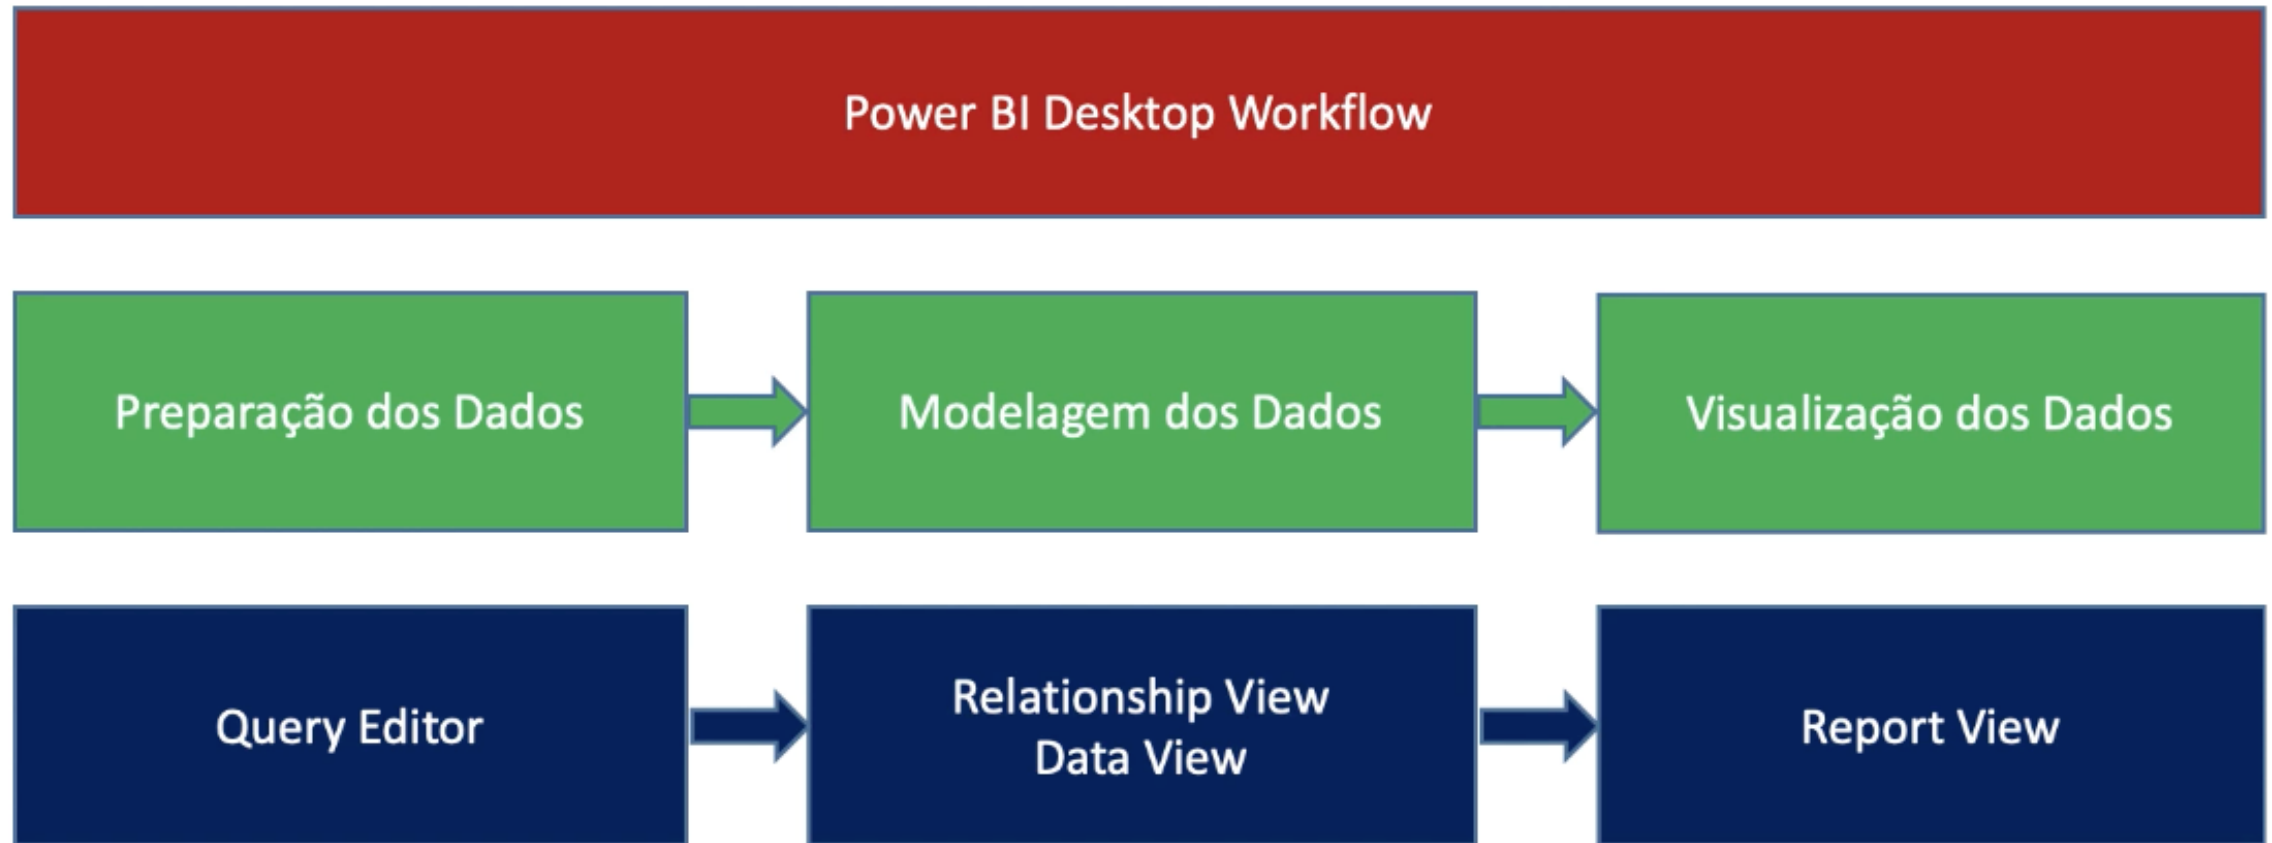 Power BI Desktop Workflow
Preparação dos Dados
Modelagem dos Dados
Visualização dos Dados
Query Editor
Relationship View
Data View
Report View